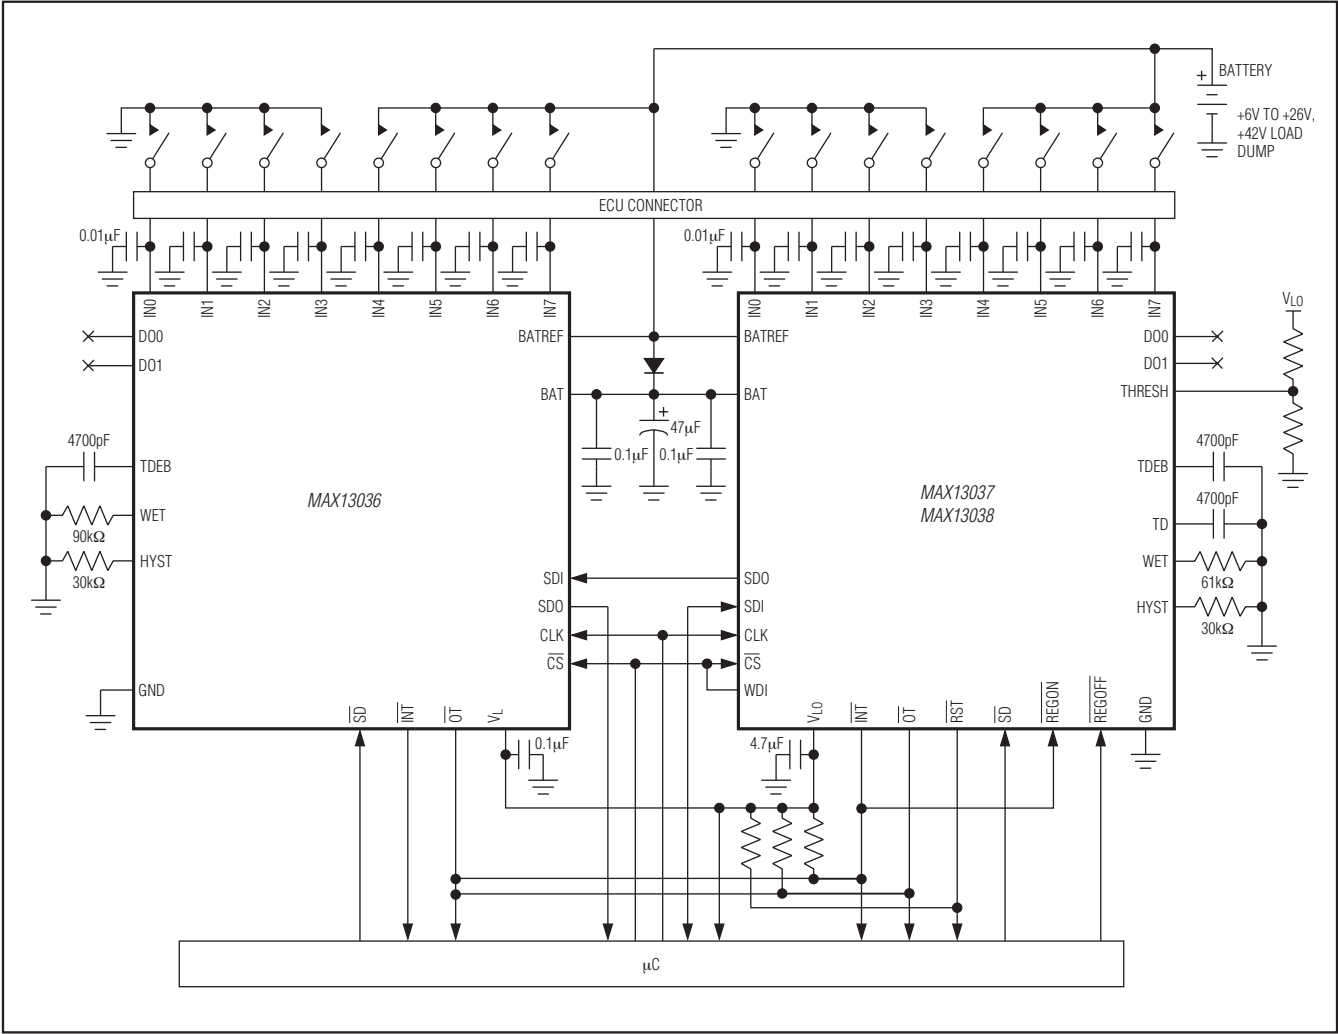 + BATTERY
+6V TO +26V,
+42V LOAD
DUMP
ECU CONNECTOR
0.01µF
0.01µF
IN0 IN1 IN2 IN3 IN4 IN5 IN6 IN7
IN0 IN1 IN2 IN3 IN4 IN5 IN6 IN7
VLO
DO0
DO1
BATREF
BATREF
DO0
DO1
BAT
BAT
THRESH
+
47µF
0.1µF
0.1µF
4700pF
TDEB
WET
90kΩ
HYST
30kΩ
MAX13036
MAX13037
MAX13038
4700pF
TDEB
4700pF
TD
WET
61kΩ
HYST
30kΩ
SDI
SDO
CLK
CS
SDO
SDI
CLK
CS
WDI
GND
SD INT OT VL
VLO INT OT RST SD REGON REGOFF GND
0.1µF
4.7µF
µC